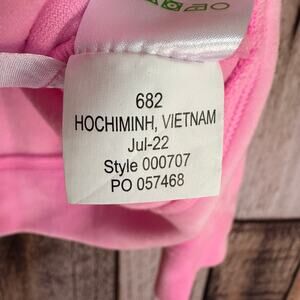 682
HOCHIMINH, VIETNAM
Jul-22
Style 000707
PO 057468